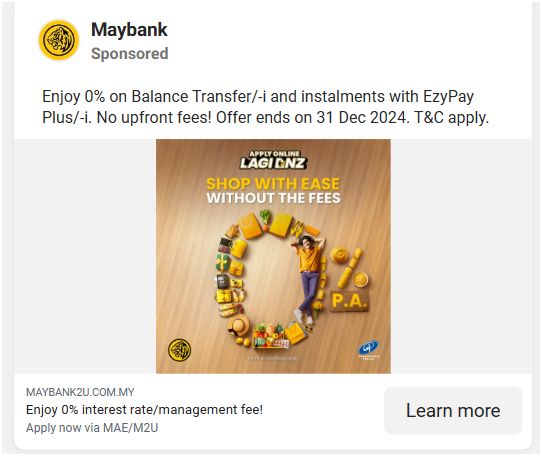 Maybank
Sponsored
Enjoy 0% on Balance Transfer/-i and instalments with EzyPay
Plus/-i. No upfront fees! Offer ends on 31 Dec 2024. T&C apply.
APPLY ONLINE
LAGI BNZ
SHOP WITH EASE
WITHOUT THE FEES
0%
P.A.
MAYBANK2U.COM.MY
Enjoy 0% interest rate/management fee!
Apply now via MAE/M2U
Learn more